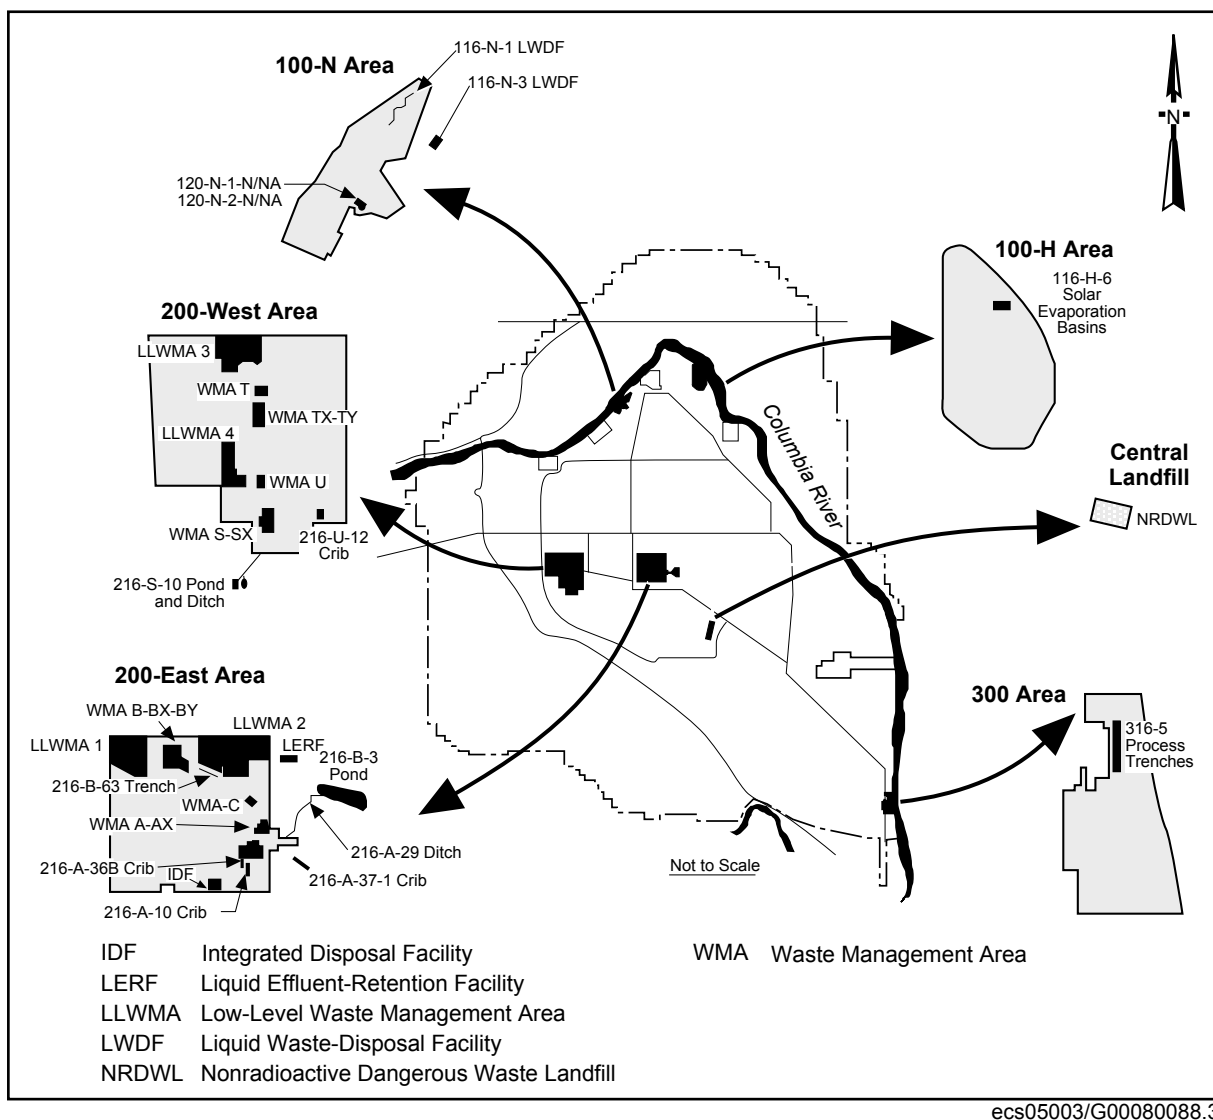 116-N-1 LWDF
100-N Area
116-N-3 LWDF
120-N-1-N/NA
120-N-2-N/NA
N
100-H Area
116-H-6
Solar
Evaporation
Basins
200-West Area
LLWMA 3
WMA T
WMA TX-TY
LLWMA 4
WMA U
WMA S-SX
216-U-12
Crib
216-S-10 Pond
and Ditch
Columbia River
Central
Landfill
NRDWL
200-East Area
WMA B-BX-BY
LLWMA 2
LLWMA 1
LERF
216-B-3
Pond
216-B-63 Trench
WMA-C
WMA A-AX
216-A-29 Ditch
216-A-36B Crib
IDF
216-A-37-1 Crib
216-A-10 Crib
300 Area
316-5
Process
Trenches
Not to Scale
IDF Integrated Disposal Facility
LERF Liquid Effluent-Retention Facility
LLWMA Low-Level Waste Management Area
LWDF Liquid Waste-Disposal Facility
NRDWL Nonradioactive Dangerous Waste Landfill
WMA Waste Management Area
ecs05003/G00080088.3